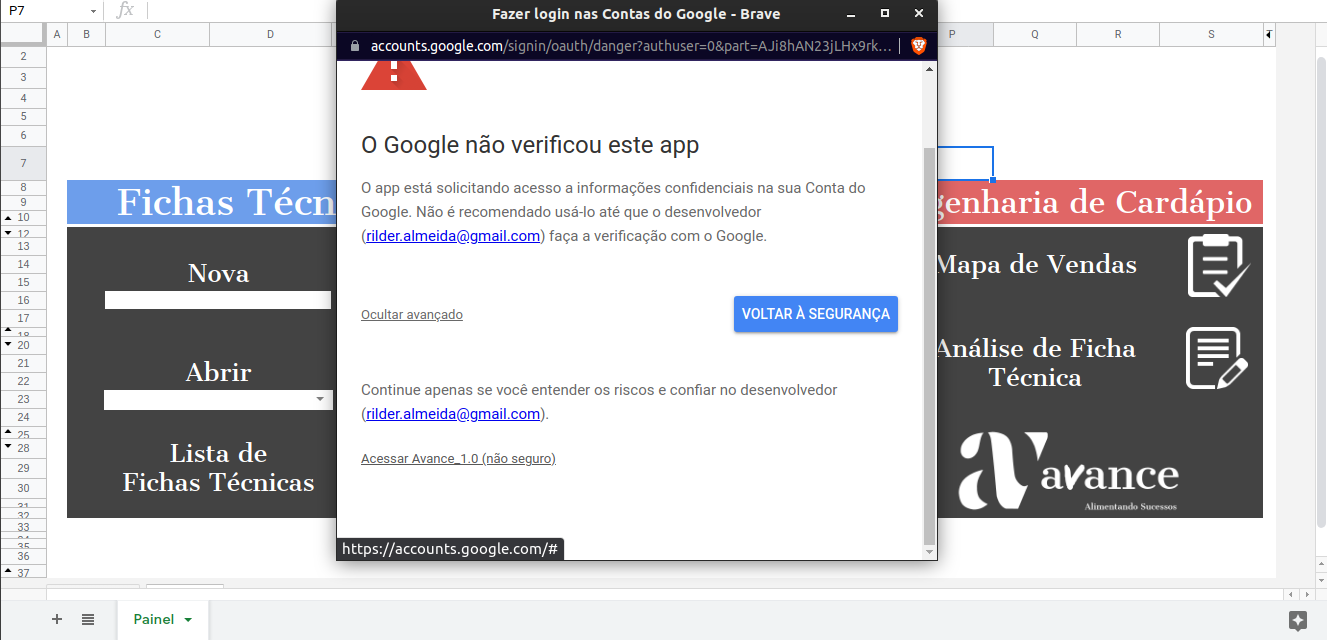 P7
fx
Fazer login nas Contas do Google - Brave
accounts.google.com/signin/oauth/danger?authuser=0&part=AJi8hAN23jLHx9rk...
A B C D P Q R S T
2
3
4
5
6
7
8
9
10
12
13
14
15
16
17
18
20
21
22
23
24
25
28
29
30
31
32
33
34
35
36
37
O Google não verificou este app
O app está solicitando acesso a informações confidenciais na sua Conta do
Google. Não é recomendado usá-lo até que o desenvolvedor
(rilder.almeida@gmail.com) faça a verificação com o Google.
Ocultar avançado
VOLTAR À SEGURANÇA
Continue apenas se você entender os riscos e confiar no desenvolvedor
(rilder.almeida@gmail.com).
Acessar Avance_1.0 (não seguro)
https://accounts.google.com/#
Fichas Técn
Nova
Abrir
Lista de
Fichas Técnicas
genharia de Cardápio
Mapa de Vendas
Análise de Ficha
Técnica
avance
Alimentando Sucessos
Painel